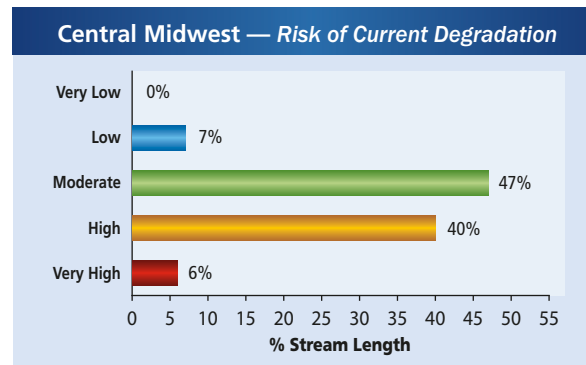 Central Midwest — Risk of Current Degradation
Very Low 0%
Low 7%
Moderate 47%
High 40%
Very High 6%
0 5 10 15 20 25 30 35 40 45 50 55
% Stream Length